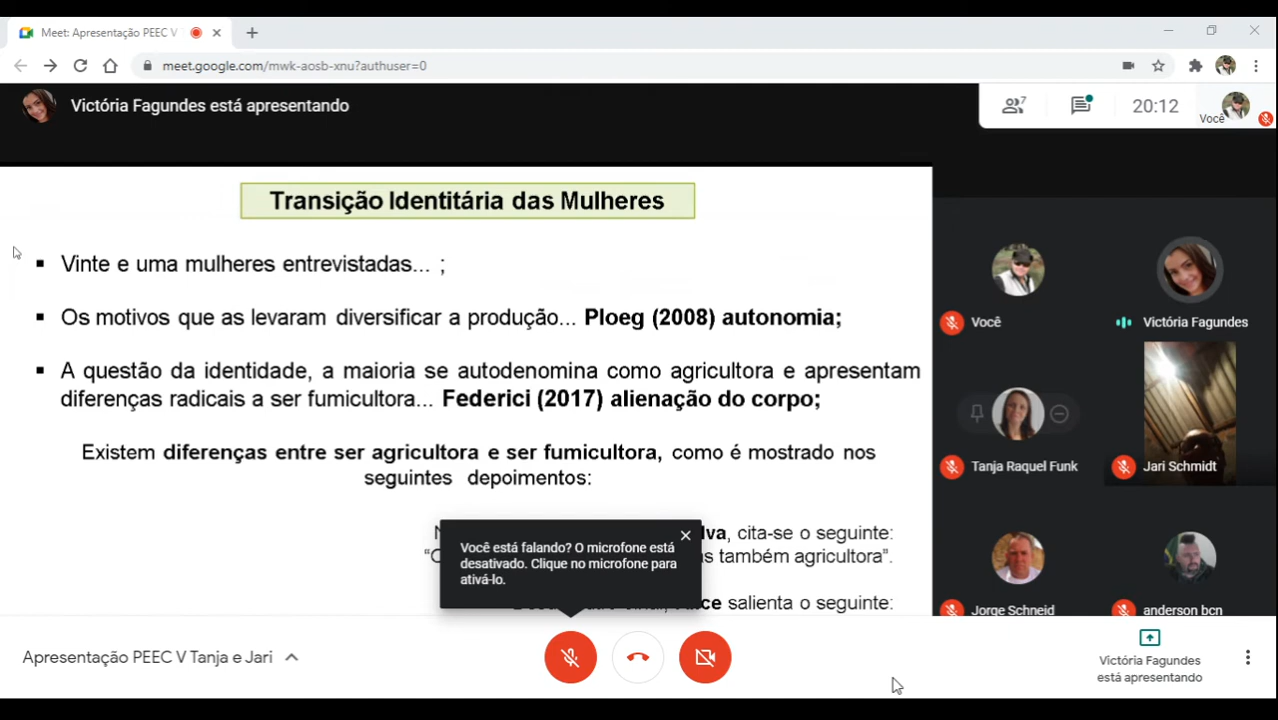 Meet: Apresentação PEEC V
meet.google.com/mwk-aosb-xnu?authuser=0
Victória Fagundes está apresentando
7
20:12
Você
Transição Identitária das Mulheres
Vinte e uma mulheres entrevistadas... ;
Os motivos que as levaram diversificar a produção... Ploeg (2008) autonomia;
A questão da identidade, a maioria se autodenomina como agricultora e apresentam
diferenças radicais a ser fumicultora... Federici (2017) alienação do corpo;
Existem diferenças entre ser agricultora e ser fumicultora, como é mostrado nos
seguintes depoimentos:
, cita-se o seguinte:
também agricultora”.
salienta o seguinte:
Você está falando? O microfone está
desativado. Clique no microfone para
ativá-lo.
Você
Victória Fagundes
Tanja Raquel Funk
Jari Schmidt
Jorge Schneid
anderson bcn
Apresentação PEEC V Tanja e Jari
Victória Fagundes
está apresentando